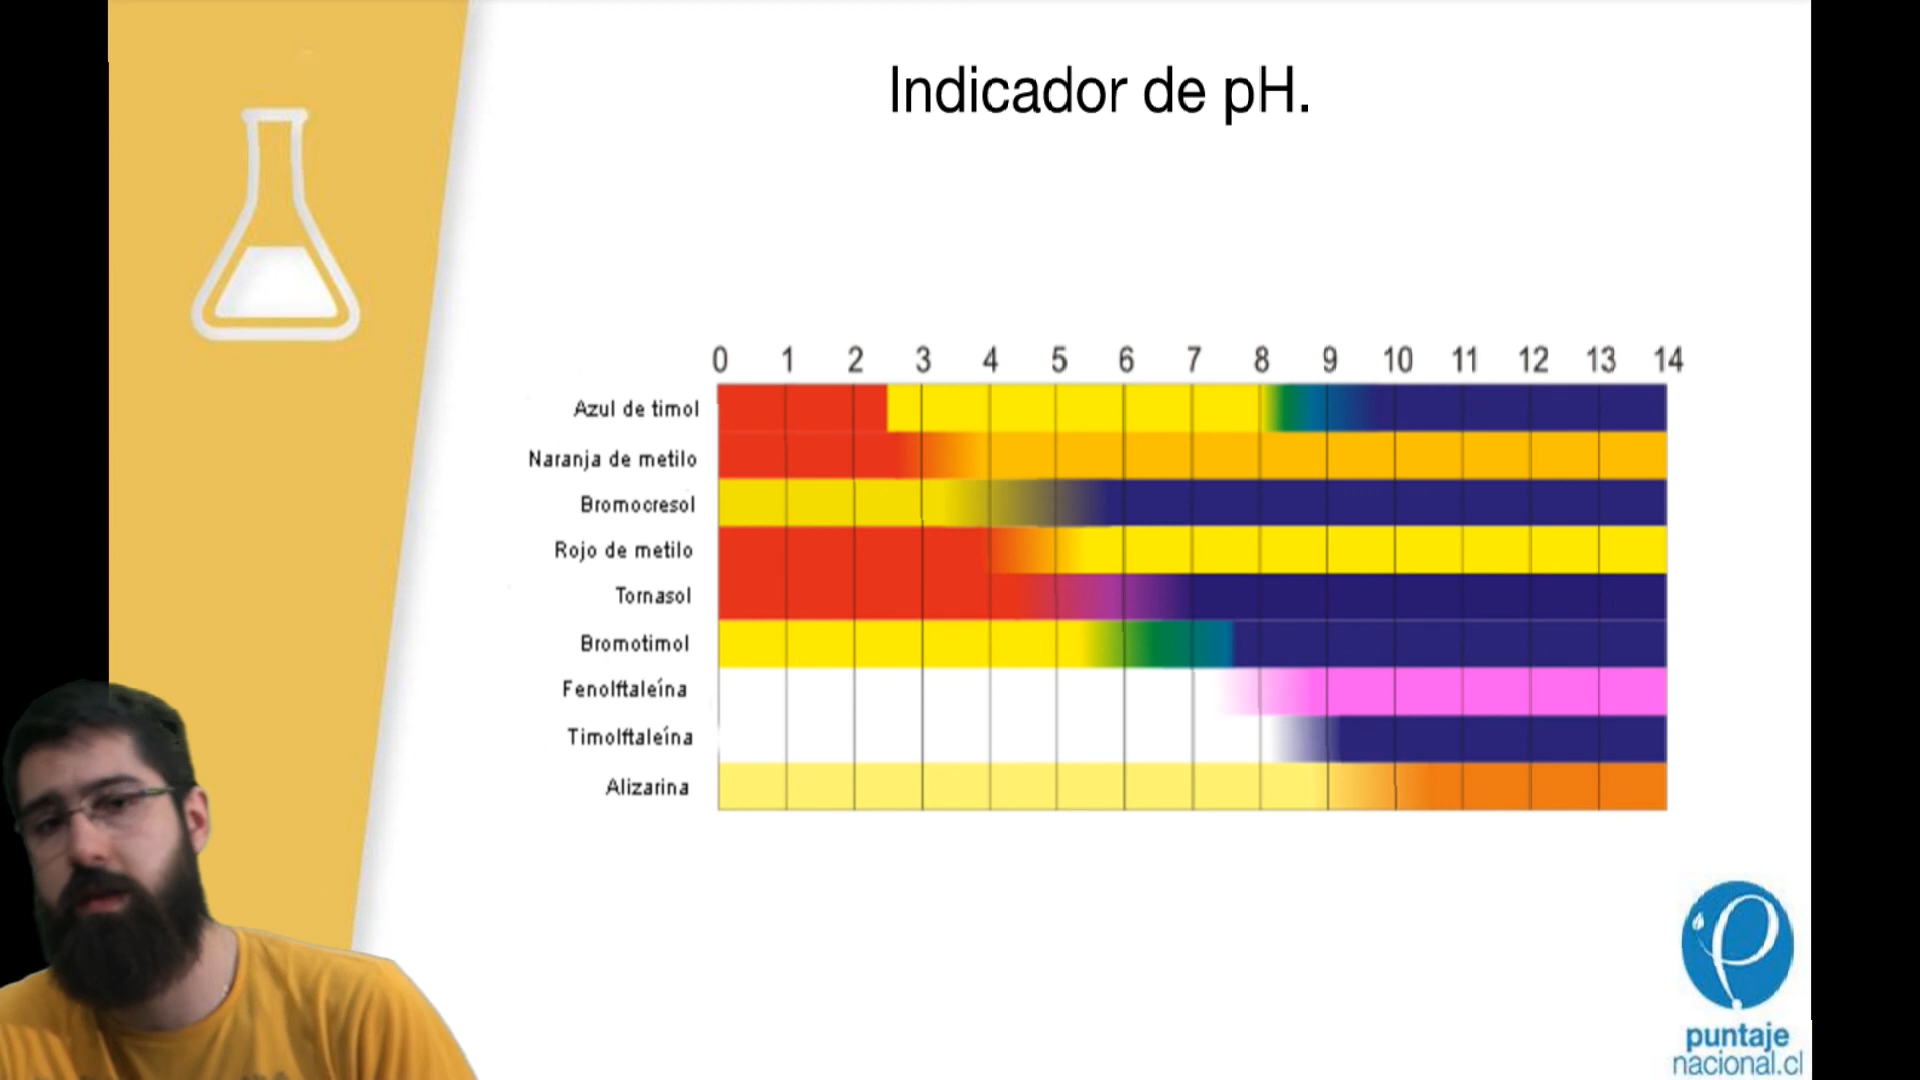 Indicador de pH.
0 1 2 3 4 5 6 7 8 9 10 11 12 13 14
Azul de timol
Naranja de metilo
Bromocresol
Rojo de metilo
Tornasol
Bromotimol
Fenolftaleína
Timolftaleína
Alizarina
puntaje
nacional.cl